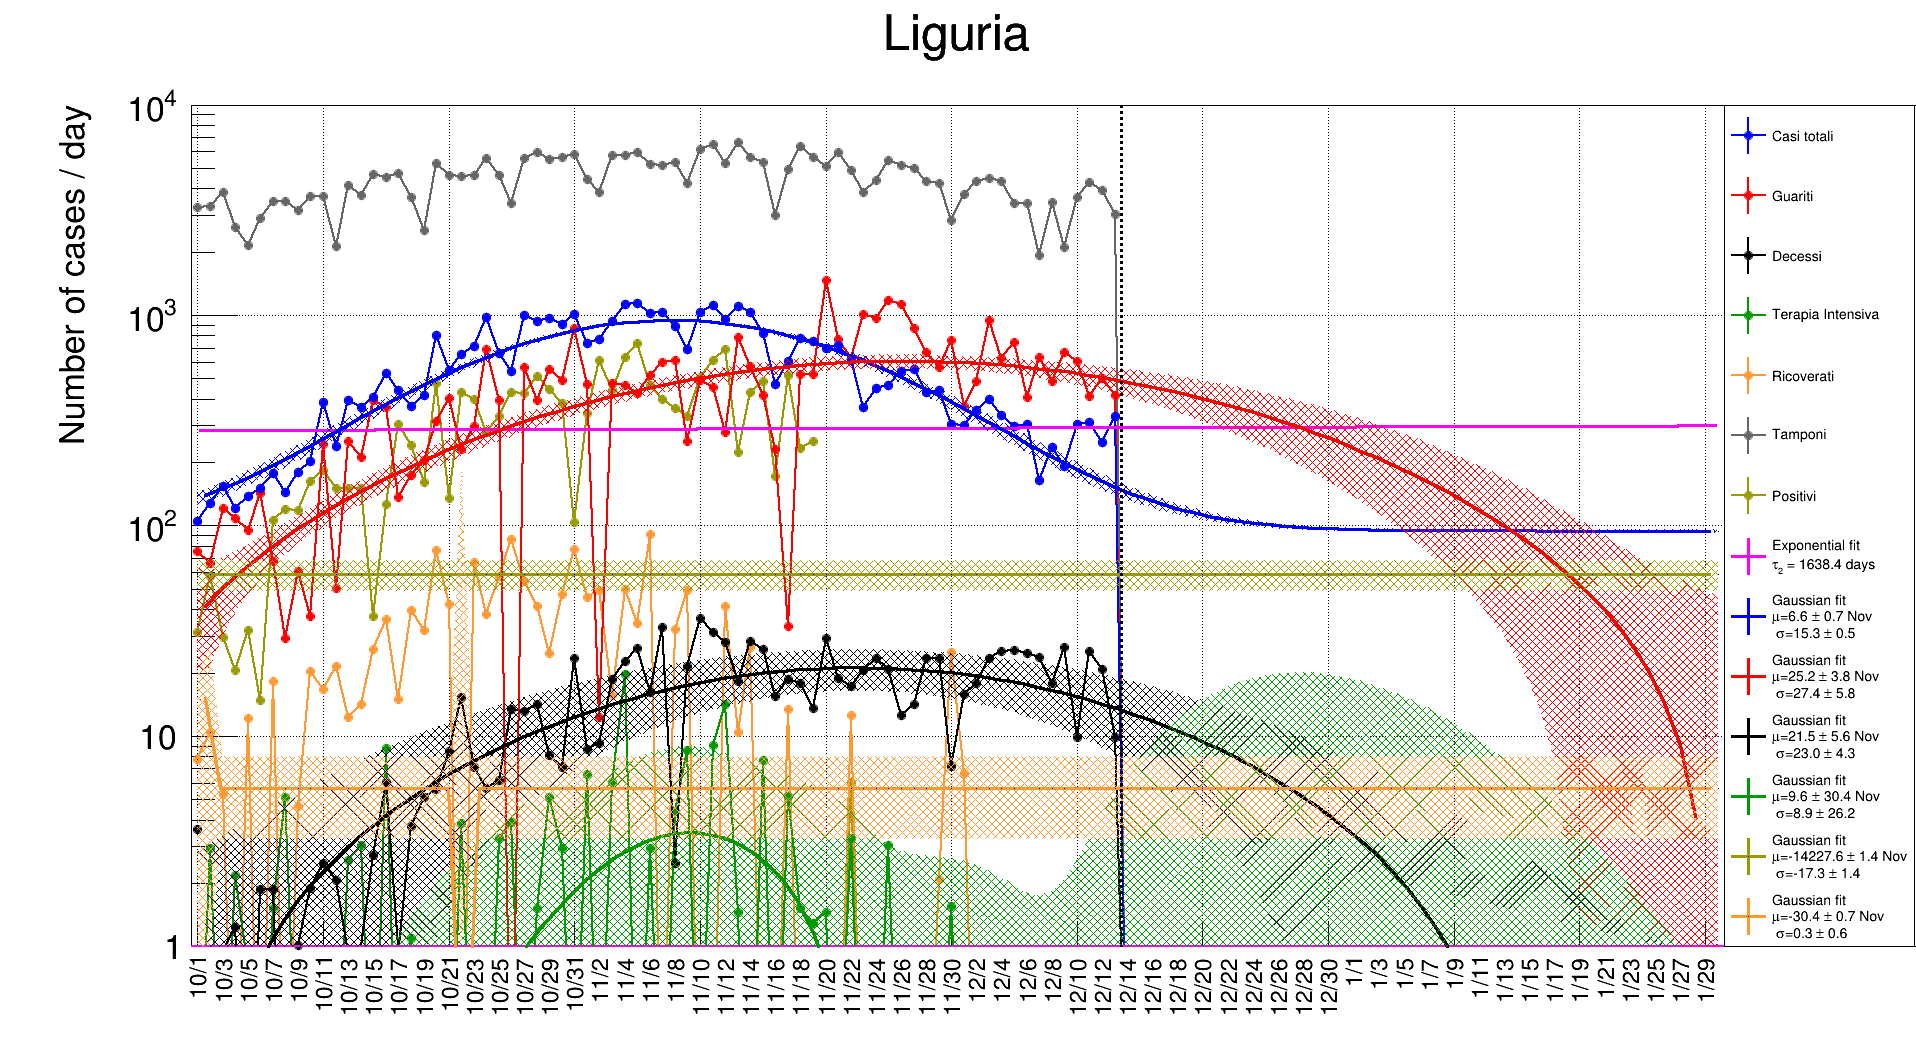 Liguria
Number of cases / day
10⁴
10³
10²
10
1
10/1 10/3 10/5 10/7 10/9 10/11 10/13 10/15 10/17 10/19 10/21 10/23 10/25 10/27 10/29 10/31 11/2 11/4 11/6 11/8 11/10 11/12 11/14 11/16 11/18 11/20 11/22 11/24 11/26 11/28 11/30 12/2 12/4 12/6 12/8 12/10 12/12 12/14 12/16 12/18 12/20 12/22 12/24 12/26 12/28 12/30 1/1 1/3 1/5 1/7 1/9 1/11 1/13 1/15 1/17 1/19 1/21 1/23 1/25 1/27 1/29
Casi totali
Guariti
Decessi
Terapia Intensiva
Ricoverati
Tamponi
Positivi
Exponential fit
τ₂ = 1638.4 days
Gaussian fit
μ=6.6 ± 0.7 Nov
σ=15.3 ± 0.5
Gaussian fit
μ=25.2 ± 3.8 Nov
σ=27.4 ± 5.8
Gaussian fit
μ=21.5 ± 5.6 Nov
σ=23.0 ± 4.3
Gaussian fit
μ=9.6 ± 30.4 Nov
σ=8.9 ± 26.2
Gaussian fit
μ=-14227.6 ± 1.4 Nov
σ=-17.3 ± 1.4
Gaussian fit
μ=-30.4 ± 0.7 Nov
σ=0.3 ± 0.6